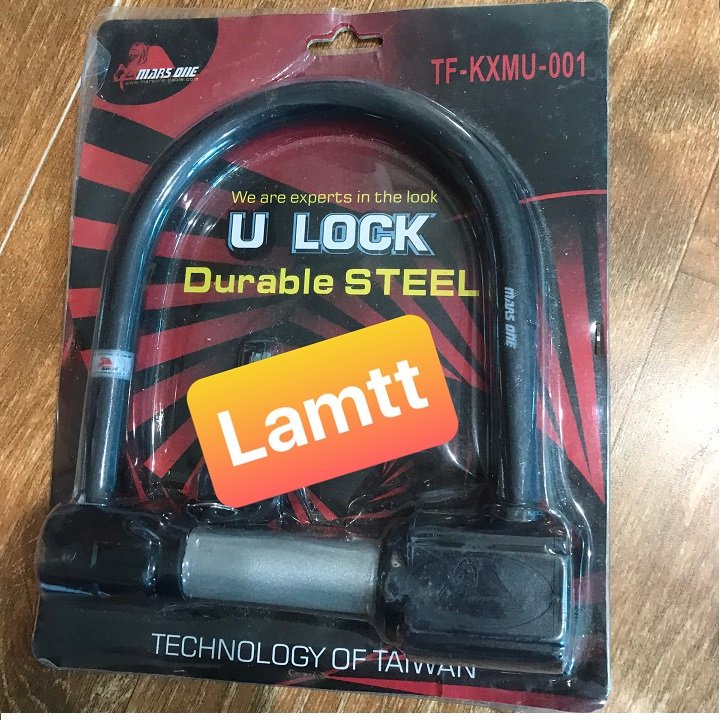 MARS ONE
TF-KXMU-001
We are experts in the look
U LOCK
Durable STEEL
MARS ONE
Lamtt
TECHNOLOGY OF TAIWAN